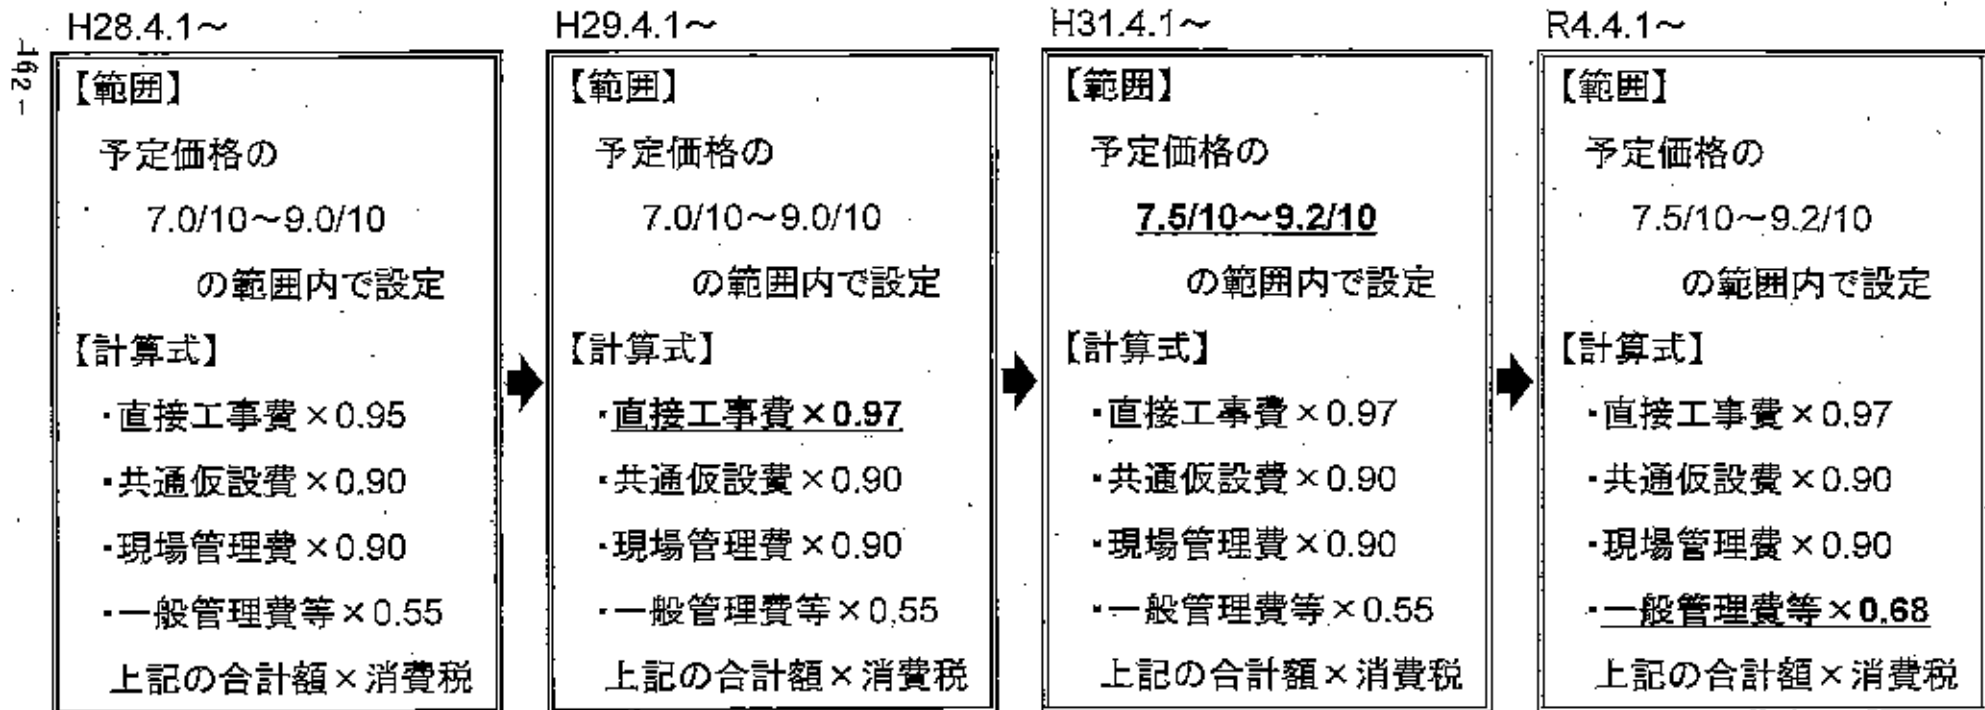 -162-
H28.4.1～
【範囲】
予定価格の
7.0/10～9.0/10
の範囲内で設定
【計算式】
・直接工事費×0.95
・共通仮設費×0.90
・現場管理費×0.90
・一般管理費等×0.55
上記の合計額×消費税
H29.4.1～
【範囲】
予定価格の
7.0/10～9.0/10
の範囲内で設定
【計算式】
・直接工事費×0.97
・共通仮設費×0.90
・現場管理費×0.90
・一般管理費等×0.55
上記の合計額×消費税
H31.4.1～
【範囲】
予定価格の
7.5/10～9.2/10
の範囲内で設定
【計算式】
・直接工事費×0.97
・共通仮設費×0.90
・現場管理費×0.90
・一般管理費等×0.55
上記の合計額×消費税
R4.4.1～
【範囲】
予定価格の
7.5/10～9.2/10
の範囲内で設定
【計算式】
・直接工事費×0.97
・共通仮設費×0.90
・現場管理費×0.90
・一般管理費等×0.68
上記の合計額×消費税